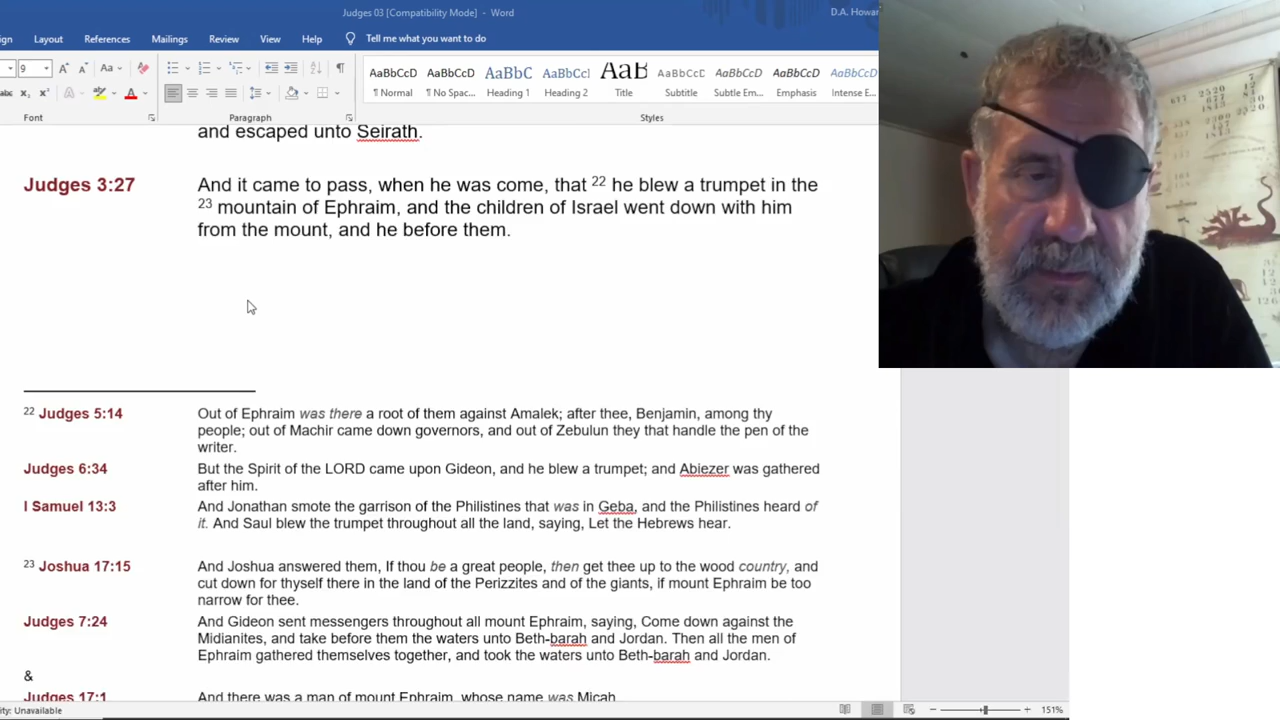 Judges 03 [Compatibility Mode] - Word D.A. Howar
ign Layout References Mailings Review View Help Tell me what you want to do
9 A A Aa
abc x₂ x² A A
Font Paragraph Styles
AaBbCcD AaBbCcD AaBbC AaBbCcl AaB AaBbCcD AaBbCcD AaBbCcD AaBbCcD
¶ Normal ¶ No Spac... Heading 1 Heading 2 Title Subtitle Subtle Em... Emphasis Intense E...
and escaped unto Seirath.
Judges 3:27 And it came to pass, when he was come, that 22 he blew a trumpet in the
23 mountain of Ephraim, and the children of Israel went down with him
from the mount, and he before them.
22 Judges 5:14 Out of Ephraim was there a root of them against Amalek; after thee, Benjamin, among thy
people; out of Machir came down governors, and out of Zebulun they that handle the pen of the
writer.
Judges 6:34 But the Spirit of the LORD came upon Gideon, and he blew a trumpet; and Abiezer was gathered
after him.
I Samuel 13:3 And Jonathan smote the garrison of the Philistines that was in Geba, and the Philistines heard of
it. And Saul blew the trumpet throughout all the land, saying, Let the Hebrews hear.
23 Joshua 17:15 And Joshua answered them, If thou be a great people, then get thee up to the wood country, and
cut down for thyself there in the land of the Perizzites and of the giants, if mount Ephraim be too
narrow for thee.
Judges 7:24 And Gideon sent messengers throughout all mount Ephraim, saying, Come down against the
Midianites, and take before them the waters unto Beth-barah and Jordan. Then all the men of
Ephraim gathered themselves together, and took the waters unto Beth-barah and Jordan.
&
Judges 17:1 And there was a man of mount Ephraim, whose name was Micah.
ity: Unavailable 151%
677 2520
2300
1843